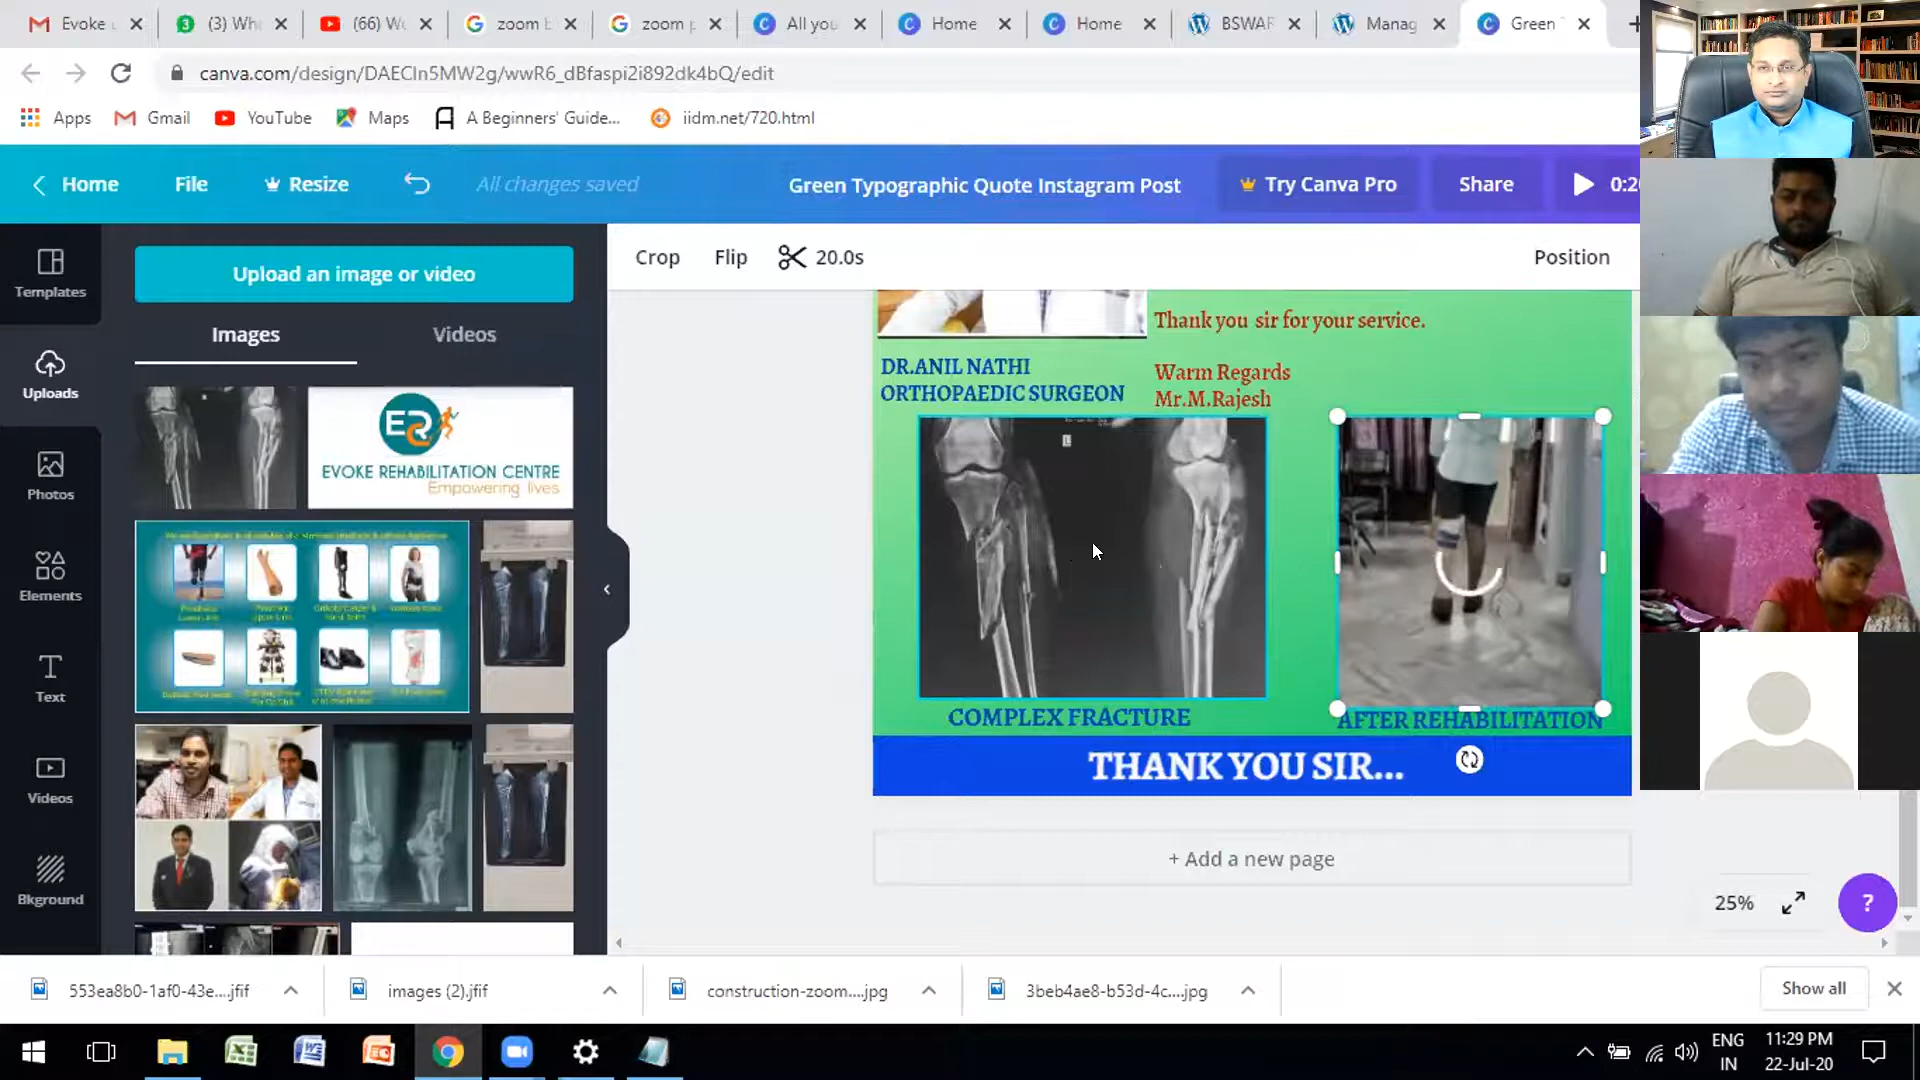 Evoke
(3) Wh
(66) W
zoom b
zoom p
All you
Home
Home
BSWAR
Manag
Green
canva.com/design/DAECIn5MW2g/wwR6_dBfaspi2i892dk4bQ/edit
Apps
Gmail
YouTube
Maps
A Beginners' Guide...
iidm.net/720.html
Home
File
Resize
All changes saved
Green Typographic Quote Instagram Post
Try Canva Pro
Share
Templates
Uploads
Photos
Elements
Text
Videos
Bkground
Upload an image or video
Images
Videos
ERC
EVOKE REHABILITATION CENTRE
Empowering lives
Crop
Flip
20.0s
Position
Thank you sir for your service.
DR.ANIL NATHI
ORTHOPAEDIC SURGEON
Warm Regards
Mr.M.Rajesh
L
COMPLEX FRACTURE
AFTER REHABILITATION
THANK YOU SIR...
+ Add a new page
25%
?
553ea8b0-1af0-43e....jfif
images (2).jfif
construction-zoom....jpg
3beb4ae8-b53d-4c....jpg
Show all
ENG
IN
11:29 PM
22-Jul-20